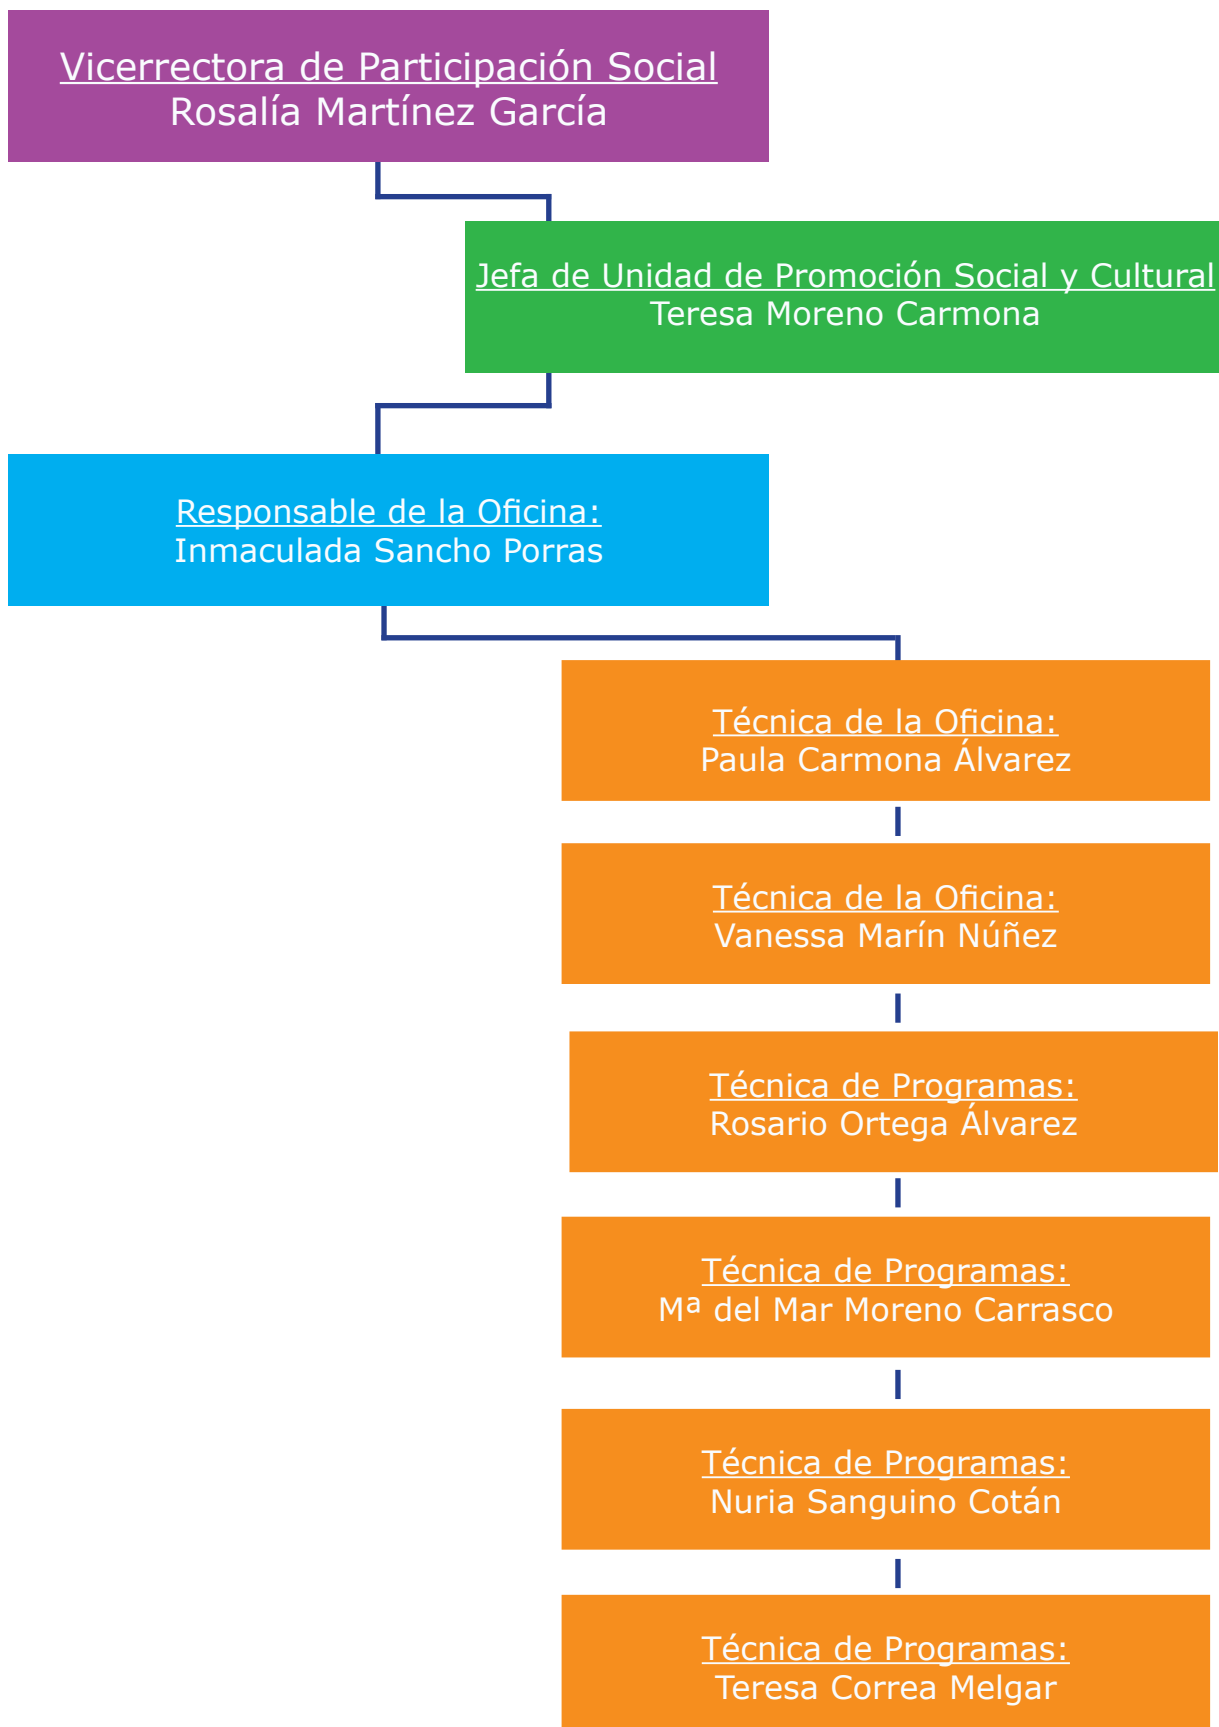 Vicerrectora de Participación Social
Rosalía Martínez García
Jefa de Unidad de Promoción Social y Cultural
Teresa Moreno Carmona
Responsable de la Oficina:
Inmaculada Sancho Porras
Técnica de la Oficina:
Paula Carmona Álvarez
Técnica de la Oficina:
Vanessa Marín Núñez
Técnica de Programas:
Rosario Ortega Álvarez
Técnica de Programas:
Mª del Mar Moreno Carrasco
Técnica de Programas:
Nuria Sanguino Cotán
Técnica de Programas:
Teresa Correa Melgar